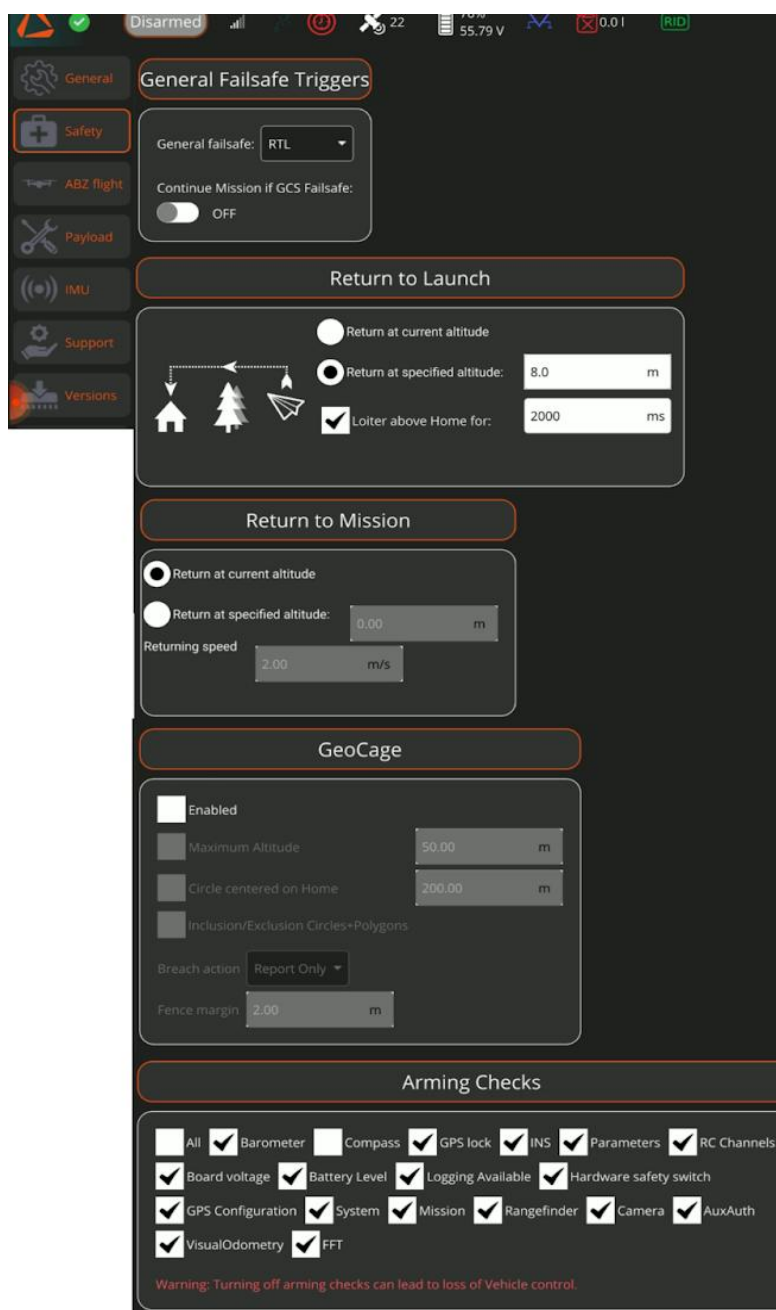 Disarmed 22 55.79 V 0.0 l RID
General
Safety
ABZ flight
Payload
IMU
Support
Versions
General Failsafe Triggers
General failsafe: RTL
Continue Mission if GCS Failsafe:
OFF
Return to Launch
Return at current altitude
Return at specified altitude: 8.0 m
Loiter above Home for: 2000 ms
Return to Mission
Return at current altitude
Return at specified altitude: 0.00 m
Returning speed 2.00 m/s
GeoCage
Enabled
Maximum Altitude 50.00 m
Circle centered on Home 200.00 m
Inclusion/Exclusion Circles+Polygons
Breach action Report Only
Fence margin 2.00 m
Arming Checks
All Barometer Compass GPS lock INS Parameters RC Channels
Board voltage Battery Level Logging Available Hardware safety switch
GPS Configuration System Mission Rangefinder Camera AuxAuth
VisualOdometry FFT
Warning: Turning off arming checks can lead to loss of Vehicle control.